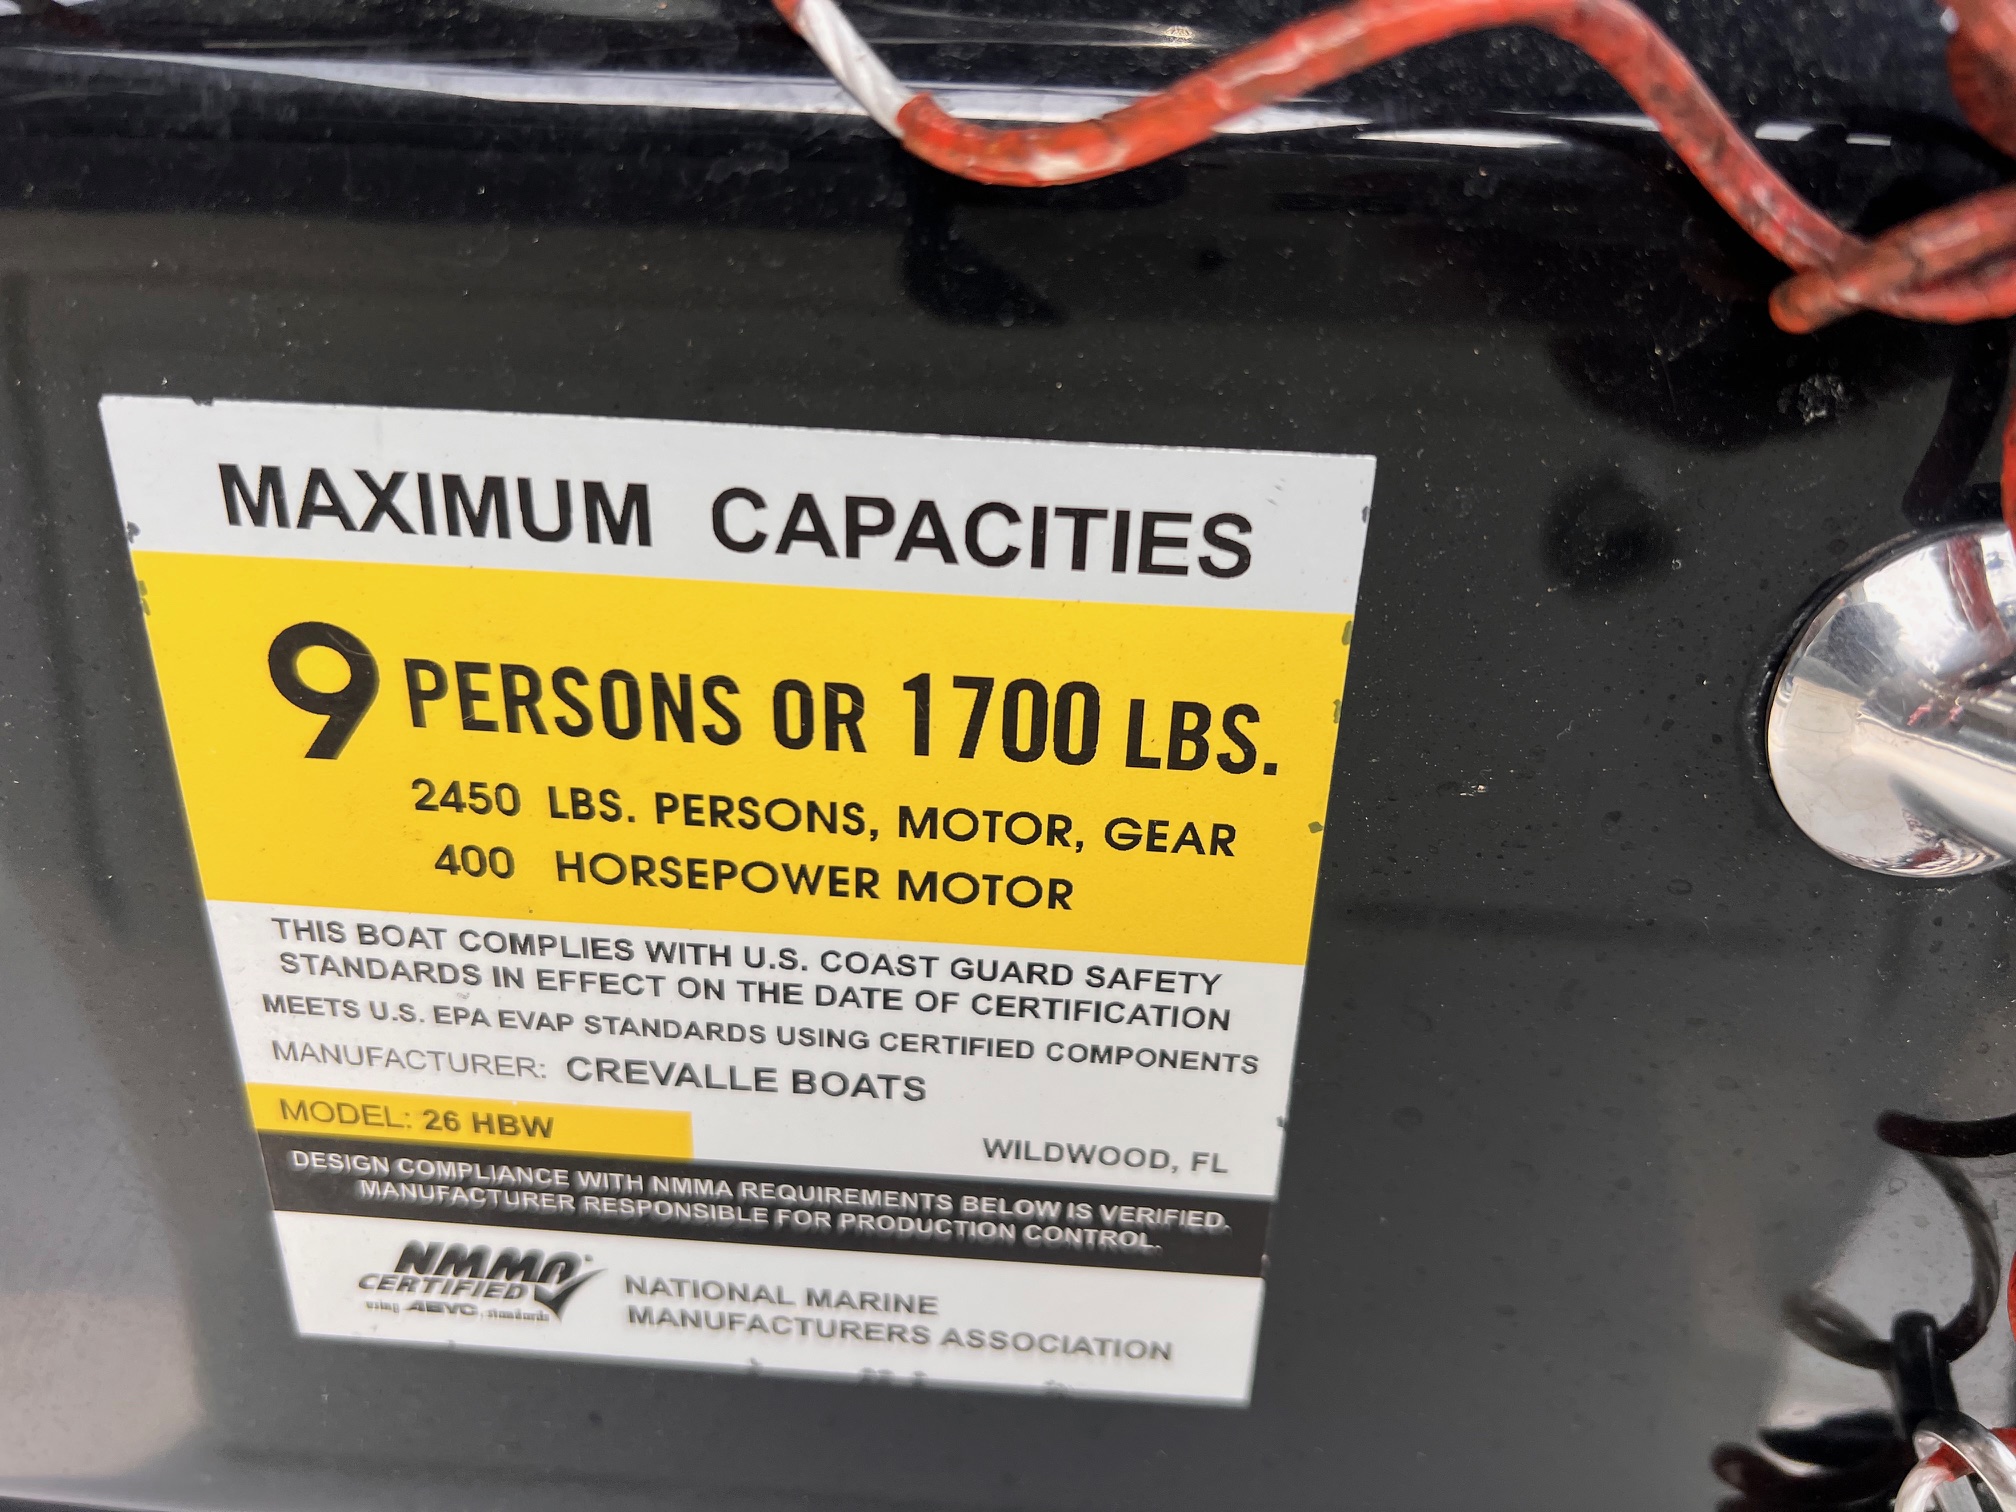 MAXIMUM CAPACITIES
9 PERSONS OR 1700 LBS.
2450 LBS. PERSONS, MOTOR, GEAR
400 HORSEPOWER MOTOR
THIS BOAT COMPLIES WITH U.S. COAST GUARD SAFETY
STANDARDS IN EFFECT ON THE DATE OF CERTIFICATION
MEETS U.S. EPA EVAP STANDARDS USING CERTIFIED COMPONENTS
MANUFACTURER: CREVALLE BOATS
MODEL: 26 HBW
WILDWOOD, FL
DESIGN COMPLIANCE WITH NMMA REQUIREMENTS BELOW IS VERIFIED.
MANUFACTURER RESPONSIBLE FOR PRODUCTION CONTROL.
NMMA
CERTIFIED
using ABYC standards
NATIONAL MARINE
MANUFACTURERS ASSOCIATION